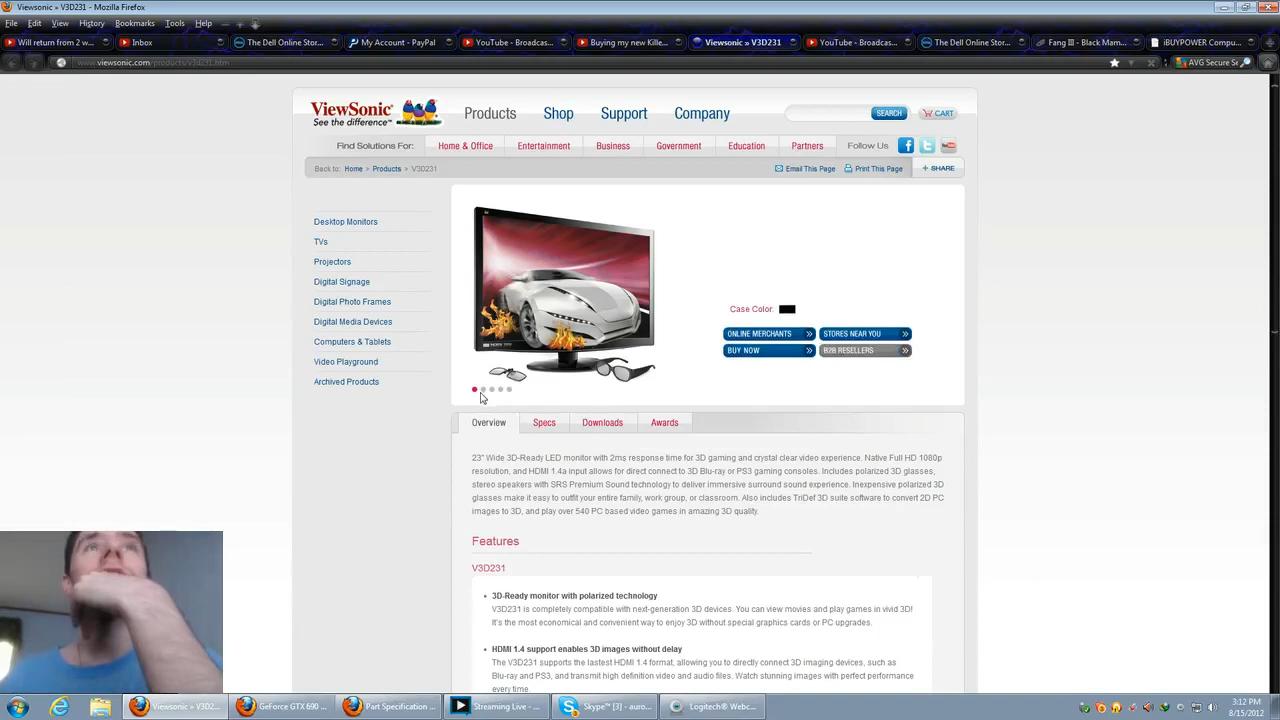 Viewsonic » V3D231 - Mozilla Firefox
File Edit View History Bookmarks Tools Help
Will return from 2 w... Inbox The Dell Online Stor... My Account - PayPal YouTube - Broadcas... Buying my new Kille... Viewsonic » V3D231 YouTube - Broadcas... The Dell Online Stor... Fang III - Black Mam... iBUYPOWER Compu...
www.viewsonic.com/products/v3d231.htm AVG Secure Se
ViewSonic Products Shop Support Company SEARCH CART
See the difference™
Find Solutions For: Home & Office Entertainment Business Government Education Partners Follow Us
Back to: Home » Products » V3D231 Email This Page Print This Page + SHARE
Desktop Monitors
TVs
Projectors
Digital Signage
Digital Photo Frames
Digital Media Devices
Computers & Tablets
Video Playground
Archived Products
Case Color:
ONLINE MERCHANTS » STORES NEAR YOU »
BUY NOW » B2B RESELLERS »
Overview Specs Downloads Awards
23" Wide 3D-Ready LED monitor with 2ms response time for 3D gaming and crystal clear video experience. Native Full HD 1080p
resolution, and HDMI 1.4a input allows for direct connect to 3D Blu-ray or PS3 gaming consoles. Includes polarized 3D glasses,
stereo speakers with SRS Premium Sound technology to deliver immersive surround sound experience. Inexpensive polarized 3D
glasses make it easy to outfit your entire family, work group, or classroom. Also includes TriDef 3D suite software to convert 2D PC
images to 3D, and play over 540 PC based video games in amazing 3D quality.
Features
V3D231
• 3D-Ready monitor with polarized technology
V3D231 is completely compatible with next-generation 3D devices. You can view movies and play games in vivid 3D!
It's the most economical and convenient way to enjoy 3D without special graphics cards or PC upgrades.
• HDMI 1.4 support enables 3D images without delay
The V3D231 supports the lastest HDMI 1.4 format, allowing you to directly connect 3D imaging devices, such as
Blu-ray and PS3, and transmit high definition video and audio files. Watch stunning images with perfect performance
every time.
Viewsonic » V3D2... GeForce GTX 690 ... Part Specification ... Streaming Live - ... Skype™ [3] - auro... Logitech® Webc... 3:12 PM
8/15/2012